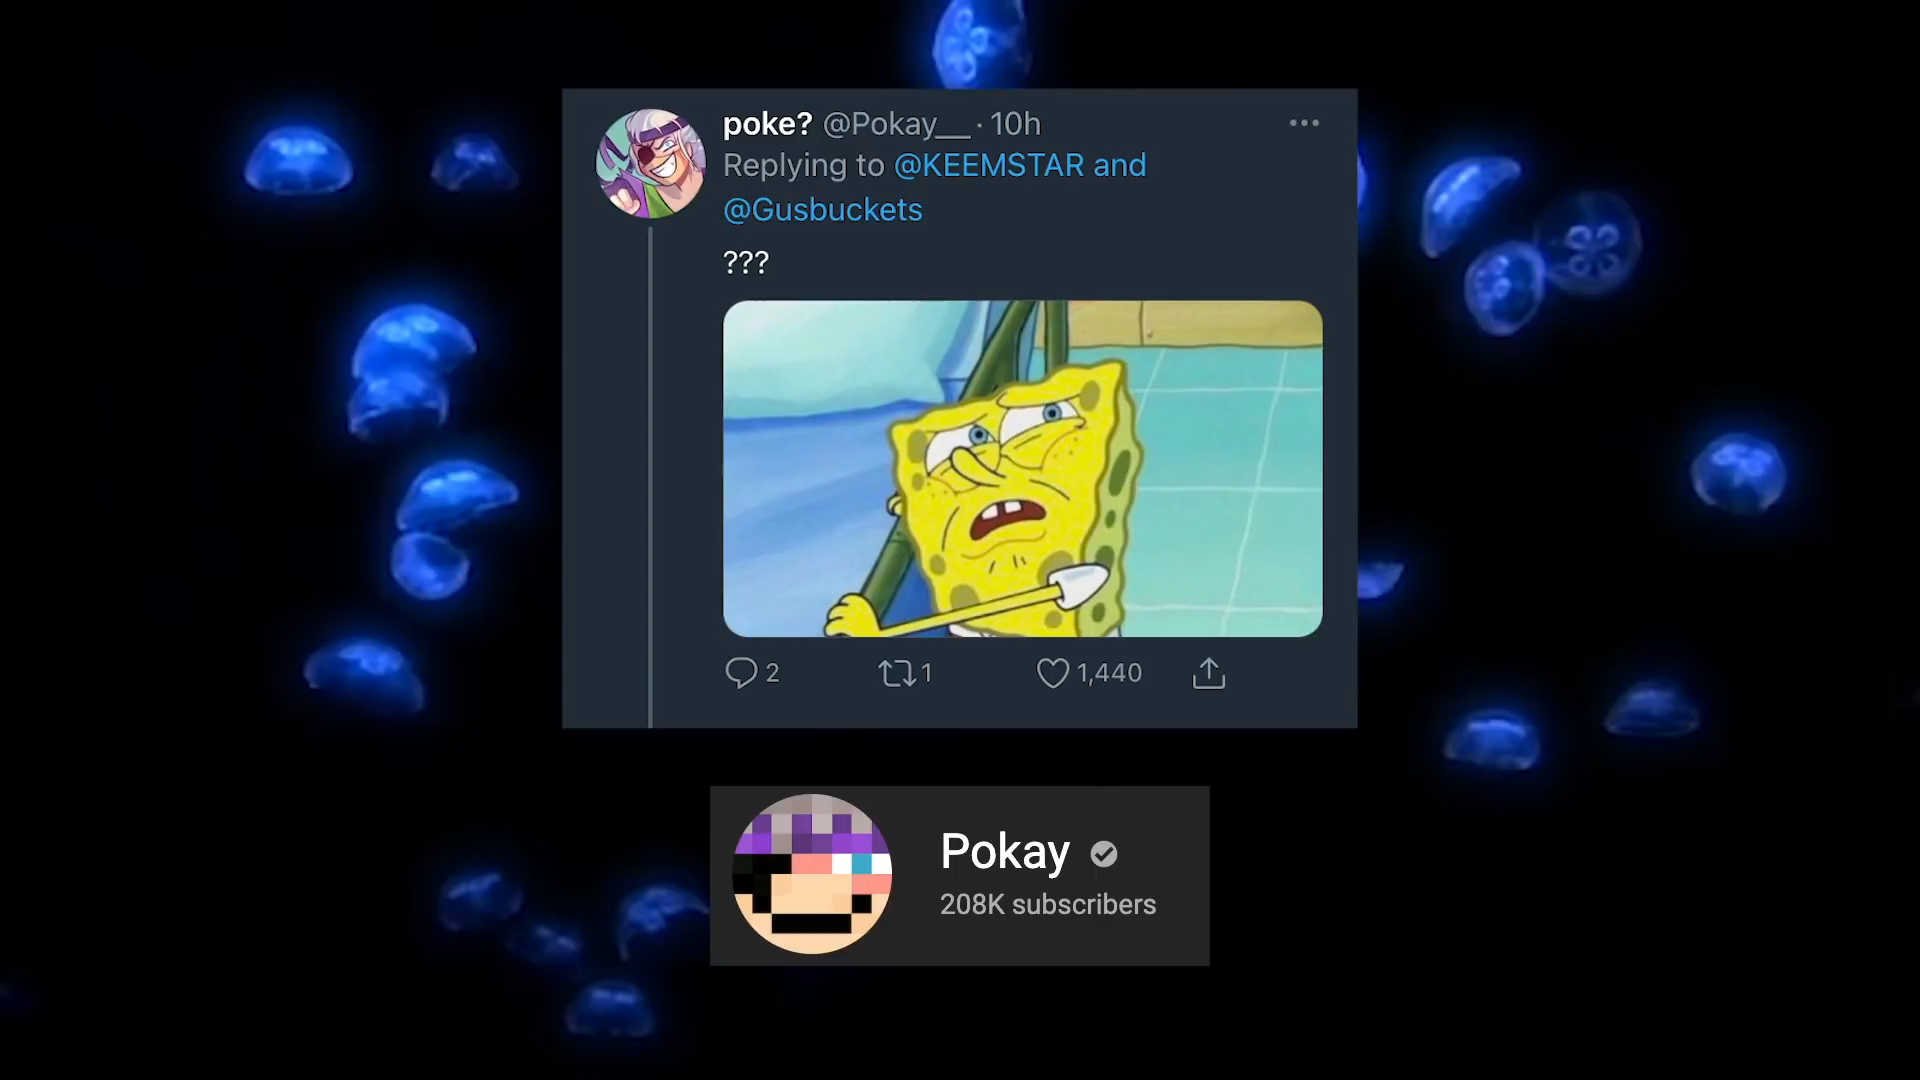 poke? @Pokay__ · 10h
Replying to @KEEMSTAR and
@Gusbuckets
???
2 1 1,440
Pokay
208K subscribers